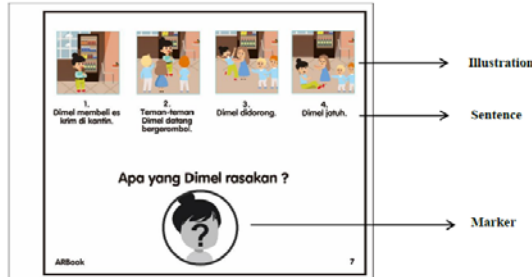 1.
Dimel membeli es
krim di kantin.
2.
Teman-teman
Dimel datang
bergerombol.
3.
Dimel didorong.
4.
Dimel jatuh.
Illustration
Sentence
Apa yang Dimel rasakan ?
?
Marker
ARBook
7